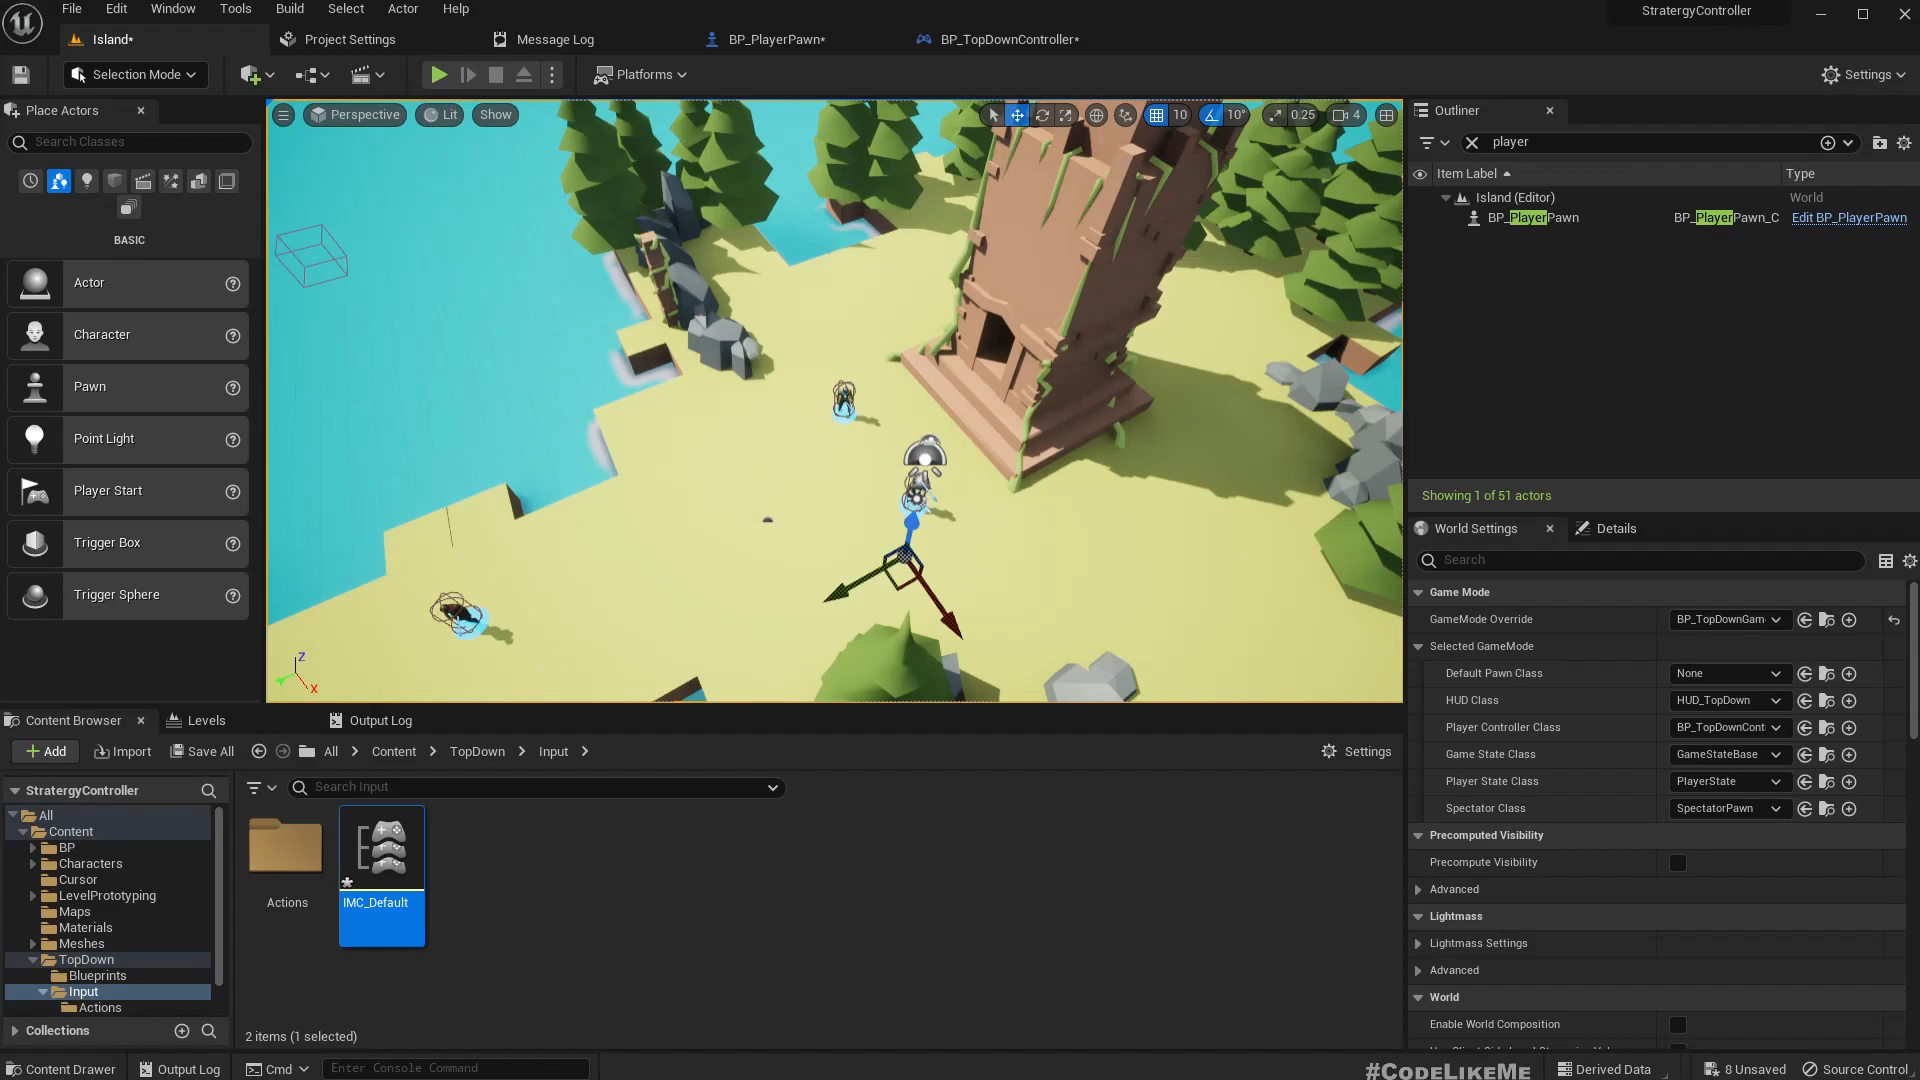 File Edit Window Tools Build Select Actor Help
StratergyController
Island*
Project Settings
Message Log
BP_PlayerPawn*
BP_TopDownController*
Selection Mode
Platforms
Settings
Place Actors
Search Classes
BASIC
Actor
Character
Pawn
Point Light
Player Start
Trigger Box
Trigger Sphere
Perspective
Lit
Show
10
10°
0.25
4
Z
X
Outliner
player
Item Label
Type
Island (Editor)
World
BP_PlayerPawn
BP_PlayerPawn_C
Edit BP_PlayerPawn
Showing 1 of 51 actors
World Settings
Details
Search
Game Mode
GameMode Override
BP_TopDownGam
Selected GameMode
Default Pawn Class
None
HUD Class
HUD_TopDown
Player Controller Class
BP_TopDownCont
Game State Class
GameStateBase
Player State Class
PlayerState
Spectator Class
SpectatorPawn
Precomputed Visibility
Precompute Visibility
Advanced
Lightmass
Lightmass Settings
Advanced
World
Enable World Composition
Content Browser
Levels
Output Log
Add
Import
Save All
All
Content
TopDown
Input
Settings
StratergyController
Search Input
All
Content
BP
Characters
Cursor
LevelPrototyping
Maps
Materials
Meshes
TopDown
Blueprints
Input
Actions
Collections
Actions
IMC_Default
2 items (1 selected)
Content Drawer
Output Log
Cmd
Enter Console Command
#CODELIKEME
Derived Data
8 Unsaved
Source Control